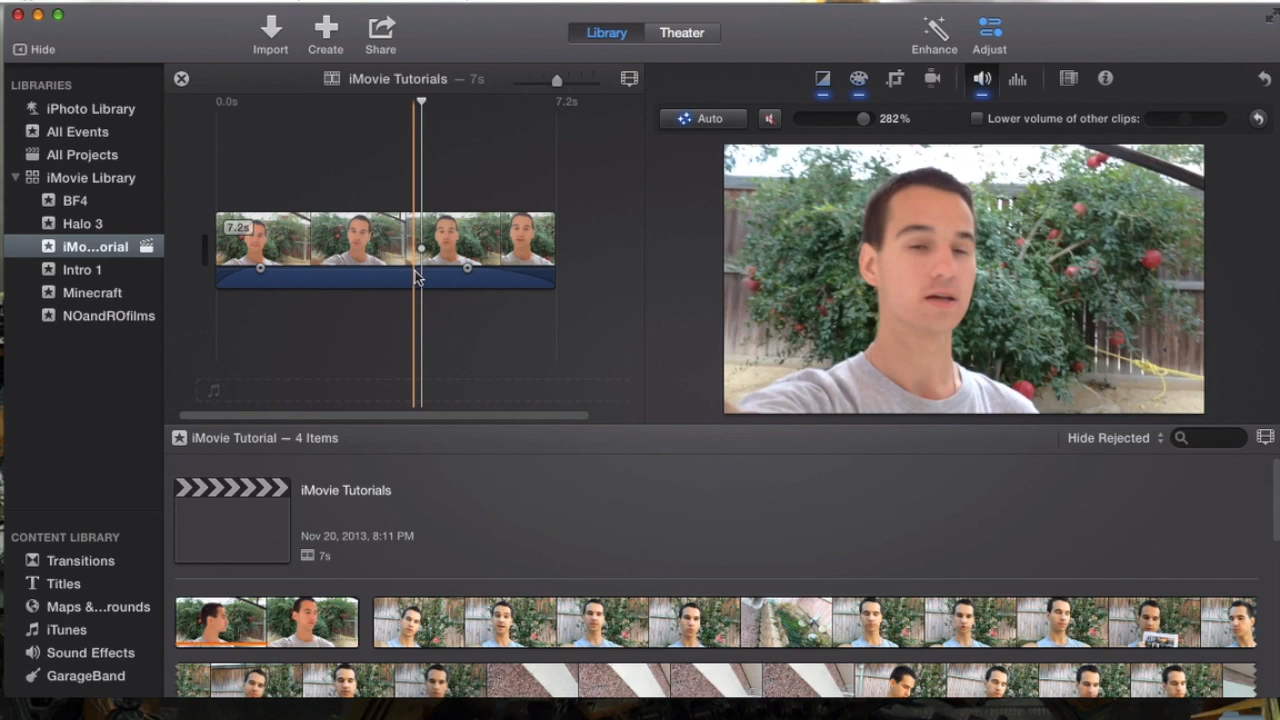 Import
Create
Share
Library
Theater
Enhance
Adjust
Hide
LIBRARIES
iPhoto Library
All Events
All Projects
iMovie Library
BF4
Halo 3
iMo...orial
Intro 1
Minecraft
NOandROfilms
CONTENT LIBRARY
Transitions
Titles
Maps &...rounds
iTunes
Sound Effects
GarageBand
iMovie Tutorials — 7s
0.0s
7.2s
7.2s
Auto
282%
Lower volume of other clips:
iMovie Tutorial — 4 Items
Hide Rejected
iMovie Tutorials
Nov 20, 2013, 8:11 PM
7s